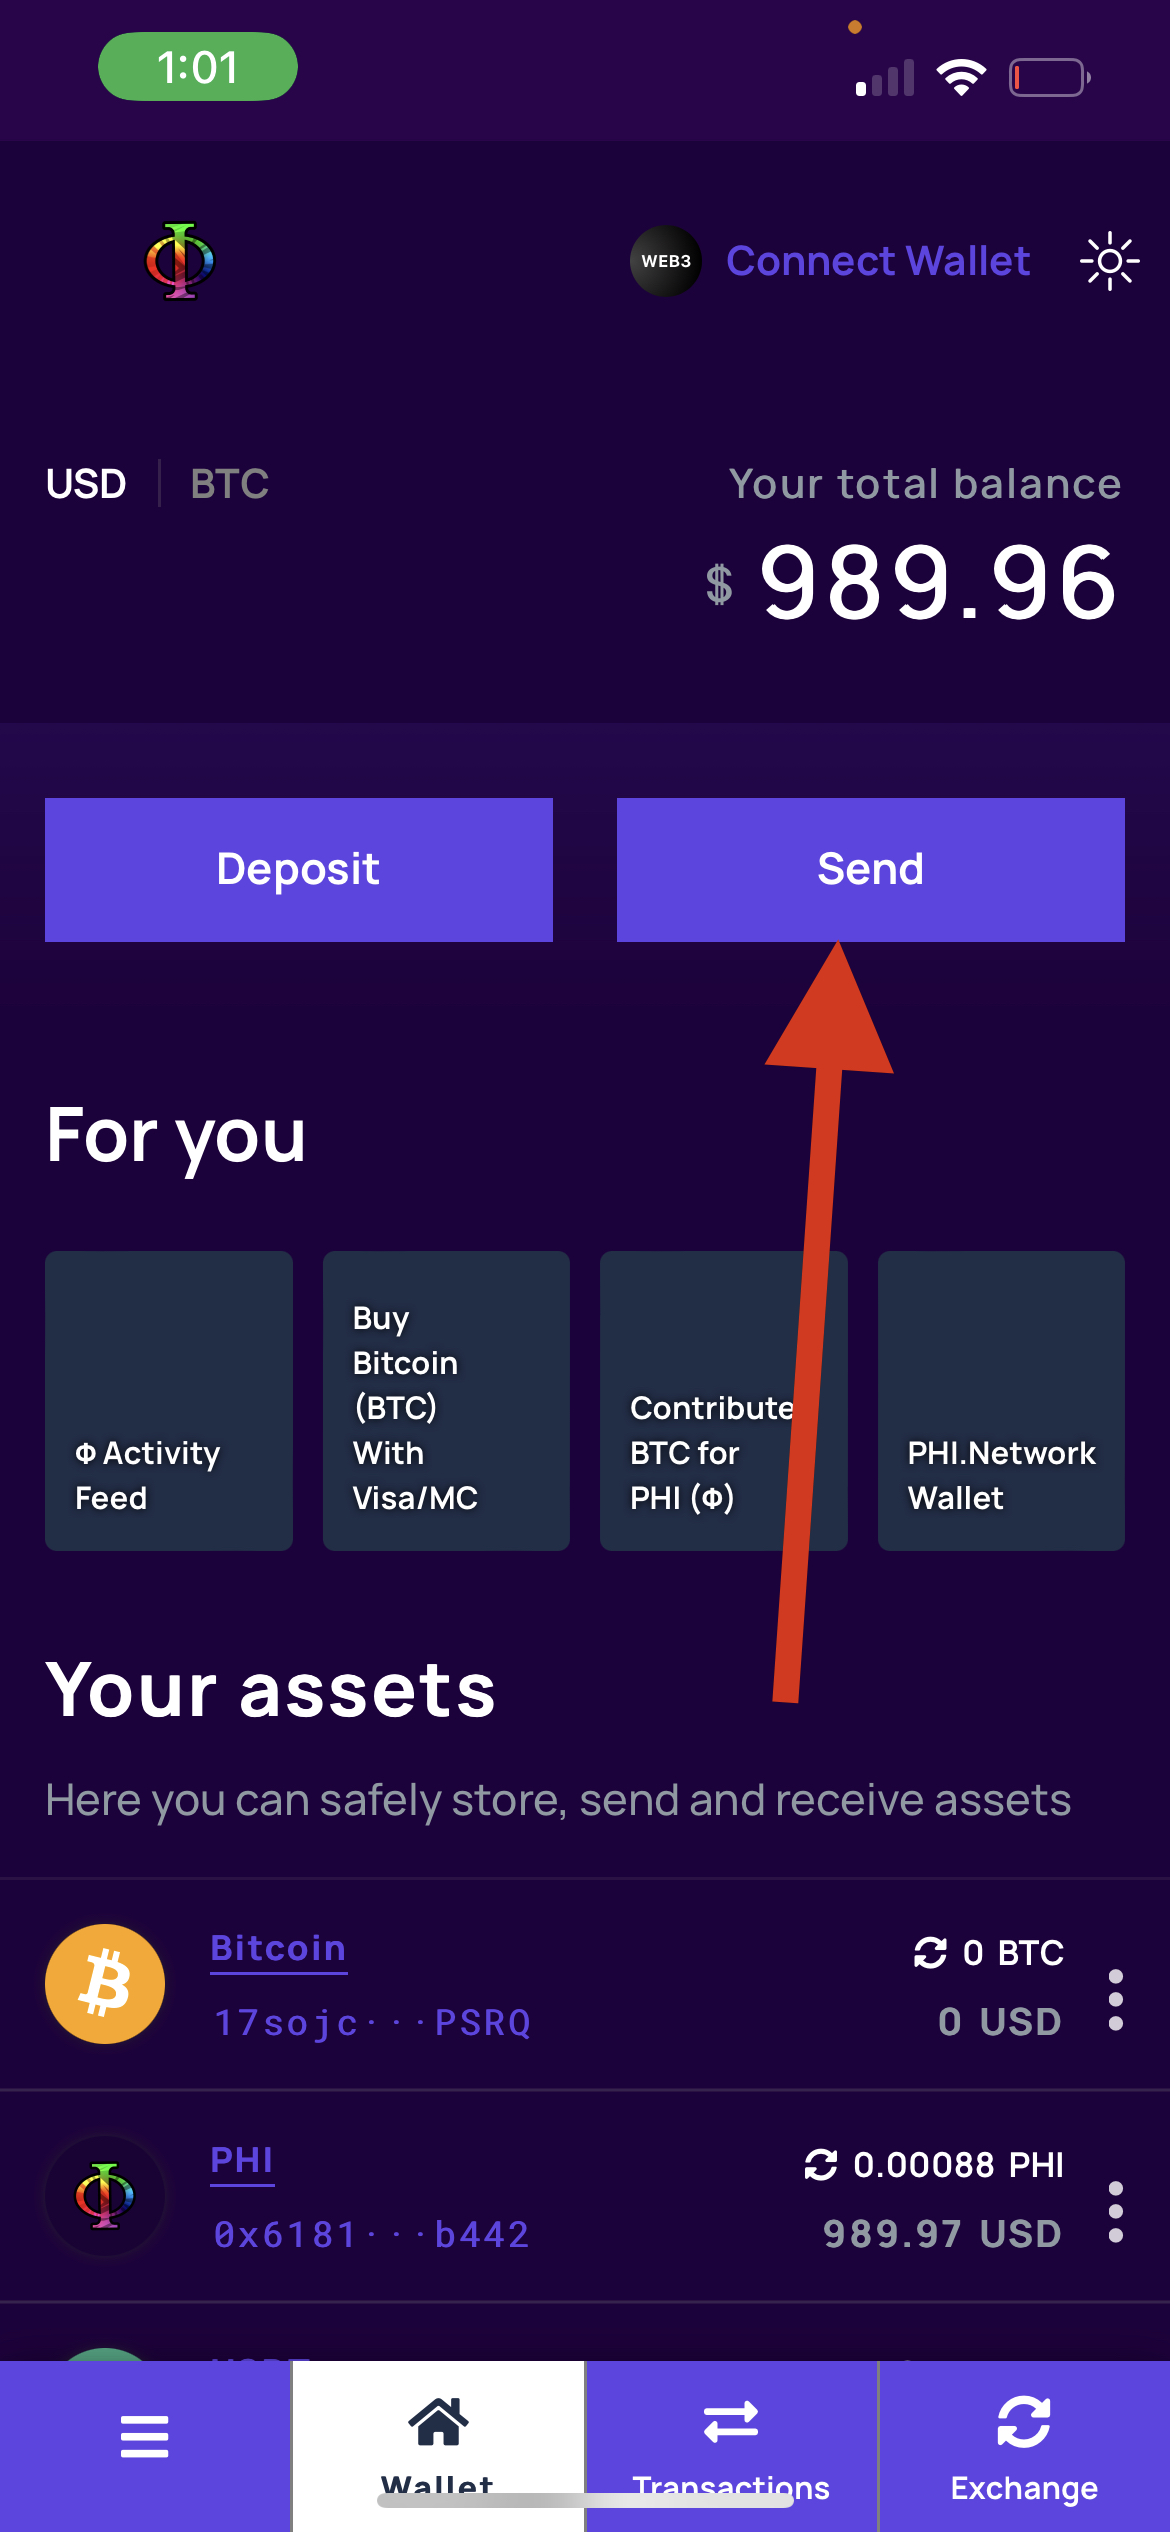 1:01
WEB3 Connect Wallet
USD BTC Your total balance
$ 989.96
Deposit Send
For you
Φ Activity
Feed
Buy
Bitcoin
(BTC)
With
Visa/MC
Contribute
BTC for
PHI (Φ)
PHI.Network
Wallet
Your assets
Here you can safely store, send and receive assets
Bitcoin 0 BTC
17sojc···PSRQ 0 USD
PHI 0.00088 PHI
0x6181···b442 989.97 USD
Wallet Transactions Exchange